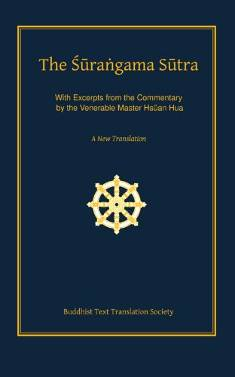 The Śūraṅgama Sūtra
With Excerpts from the Commentary
by the Venerable Master Hsüan Hua
A New Translation
Buddhist Text Translation Society